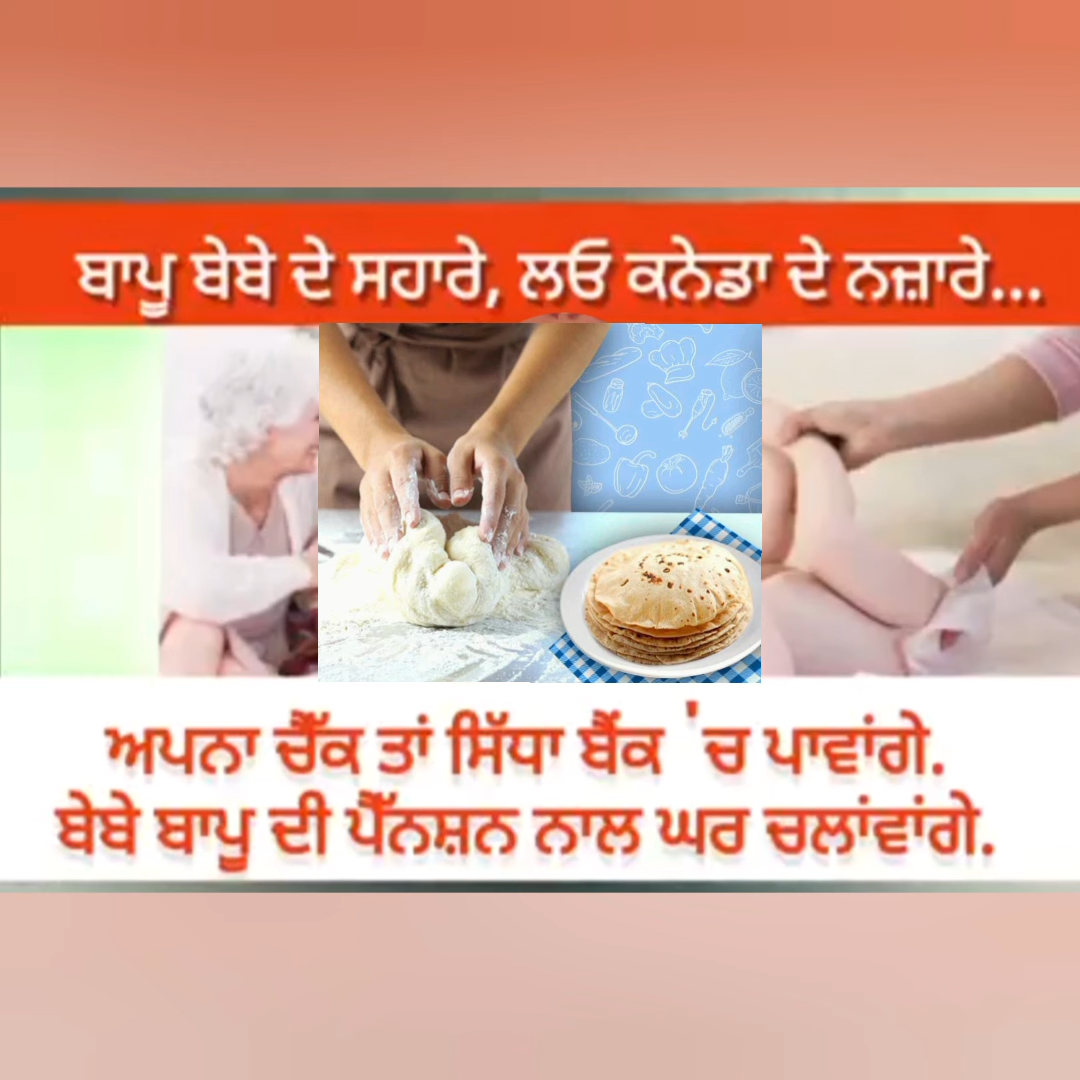 ਬਾਪੂ ਬੇਬੇ ਦੇ ਸਹਾਰੇ, ਲਓ ਕਨੇਡਾ ਦੇ ਨਜ਼ਾਰੇ...
ਅਪਨਾ ਚੈੱਕ ਤਾਂ ਸਿੱਧਾ ਬੈਂਕ 'ਚ ਪਾਵਾਂਗੇ.
ਬੇਬੇ ਬਾਪੂ ਦੀ ਪੈੱਨਸ਼ਨ ਨਾਲ ਘਰ ਚਲਾਂਵਾਂਗੇ.